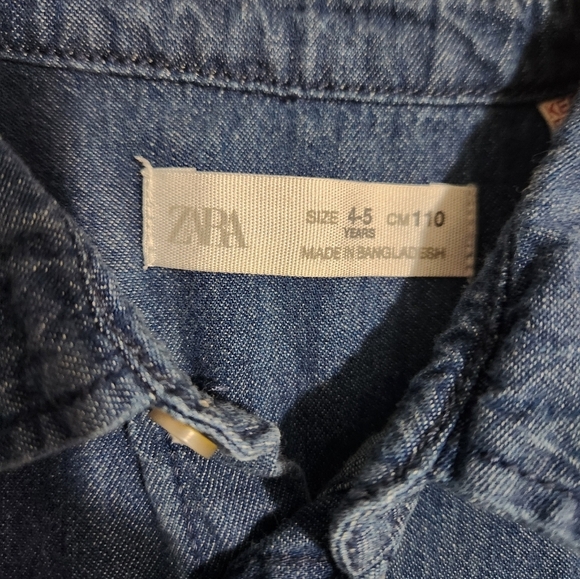 ZARA
SIZE 4-5 CM 110
YEARS
MADE IN BANGLADESH